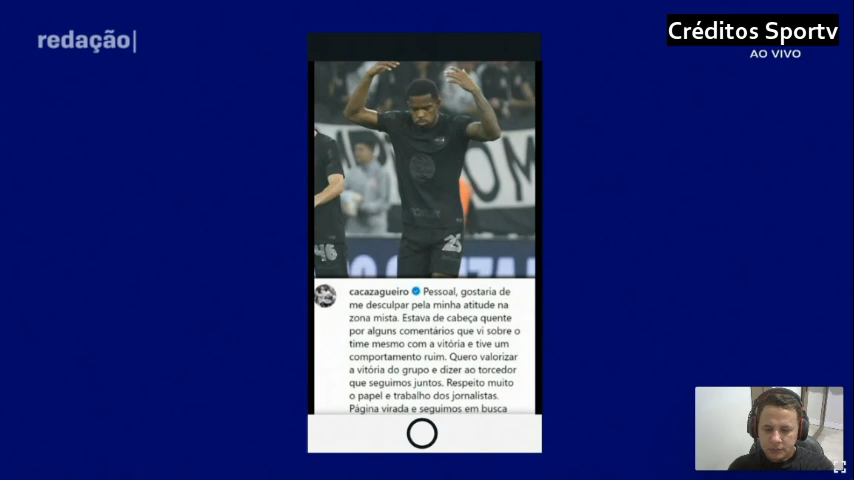 redação|
Créditos Sportv
AO VIVO
OM
46
25
cacazagueiro Pessoal, gostaria de
me desculpar pela minha atitude na
zona mista. Estava de cabeça quente
por alguns comentários que vi sobre o
time mesmo com a vitória e tive um
comportamento ruim. Quero valorizar
a vitória do grupo e dizer ao torcedor
que seguimos juntos. Respeito muito
o papel e trabalho dos jornalistas.
Página virada e seguimos em busca